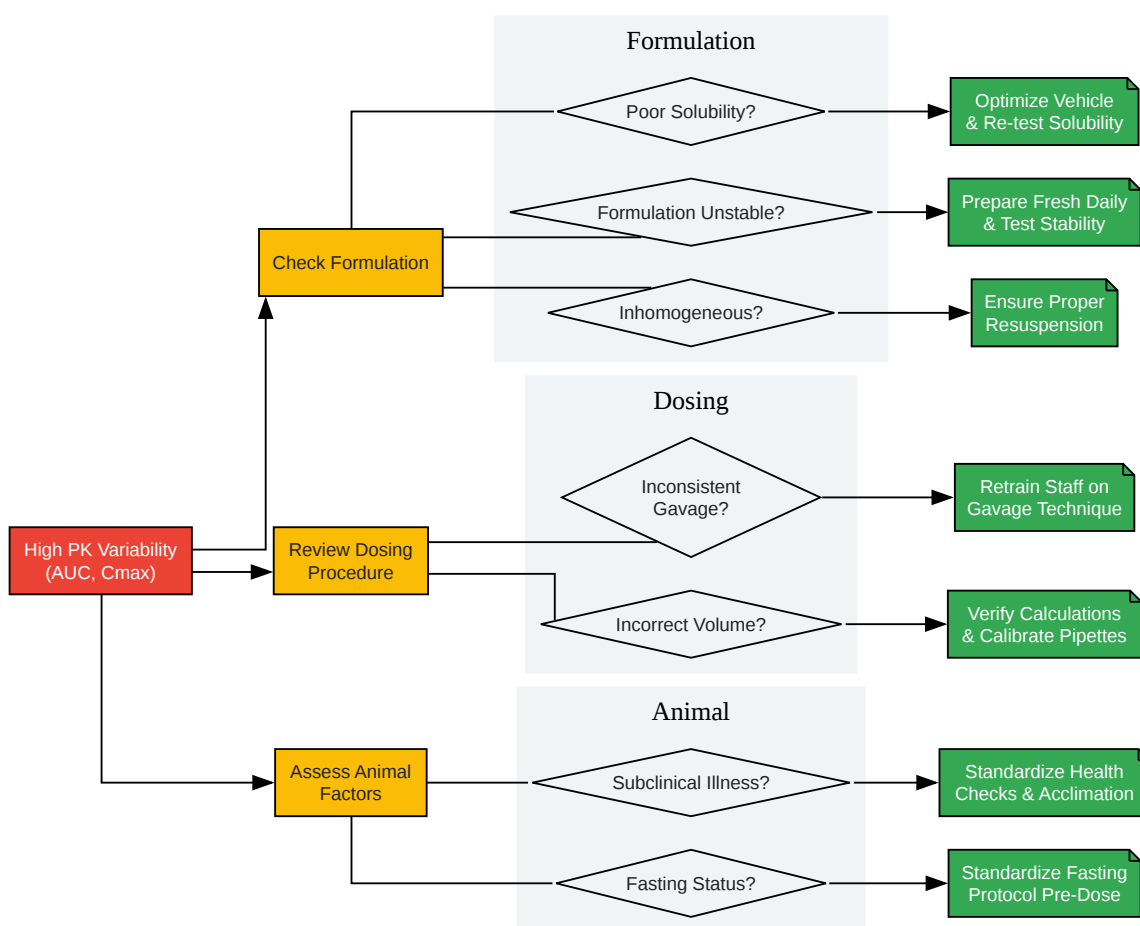 Formulation
Poor Solubility?
Optimize Vehicle
& Re-test Solubility
Formulation Unstable?
Prepare Fresh Daily
& Test Stability
Check Formulation
Inhomogeneous?
Ensure Proper
Resuspension
Dosing
Inconsistent
Gavage?
Retrain Staff on
Gavage Technique
High PK Variability
(AUC, Cmax)
Review Dosing
Procedure
Incorrect Volume?
Verify Calculations
& Calibrate Pipettes
Animal
Assess Animal
Factors
Subclinical Illness?
Standardize Health
Checks & Acclimation
Fasting Status?
Standardize Fasting
Protocol Pre-Dose